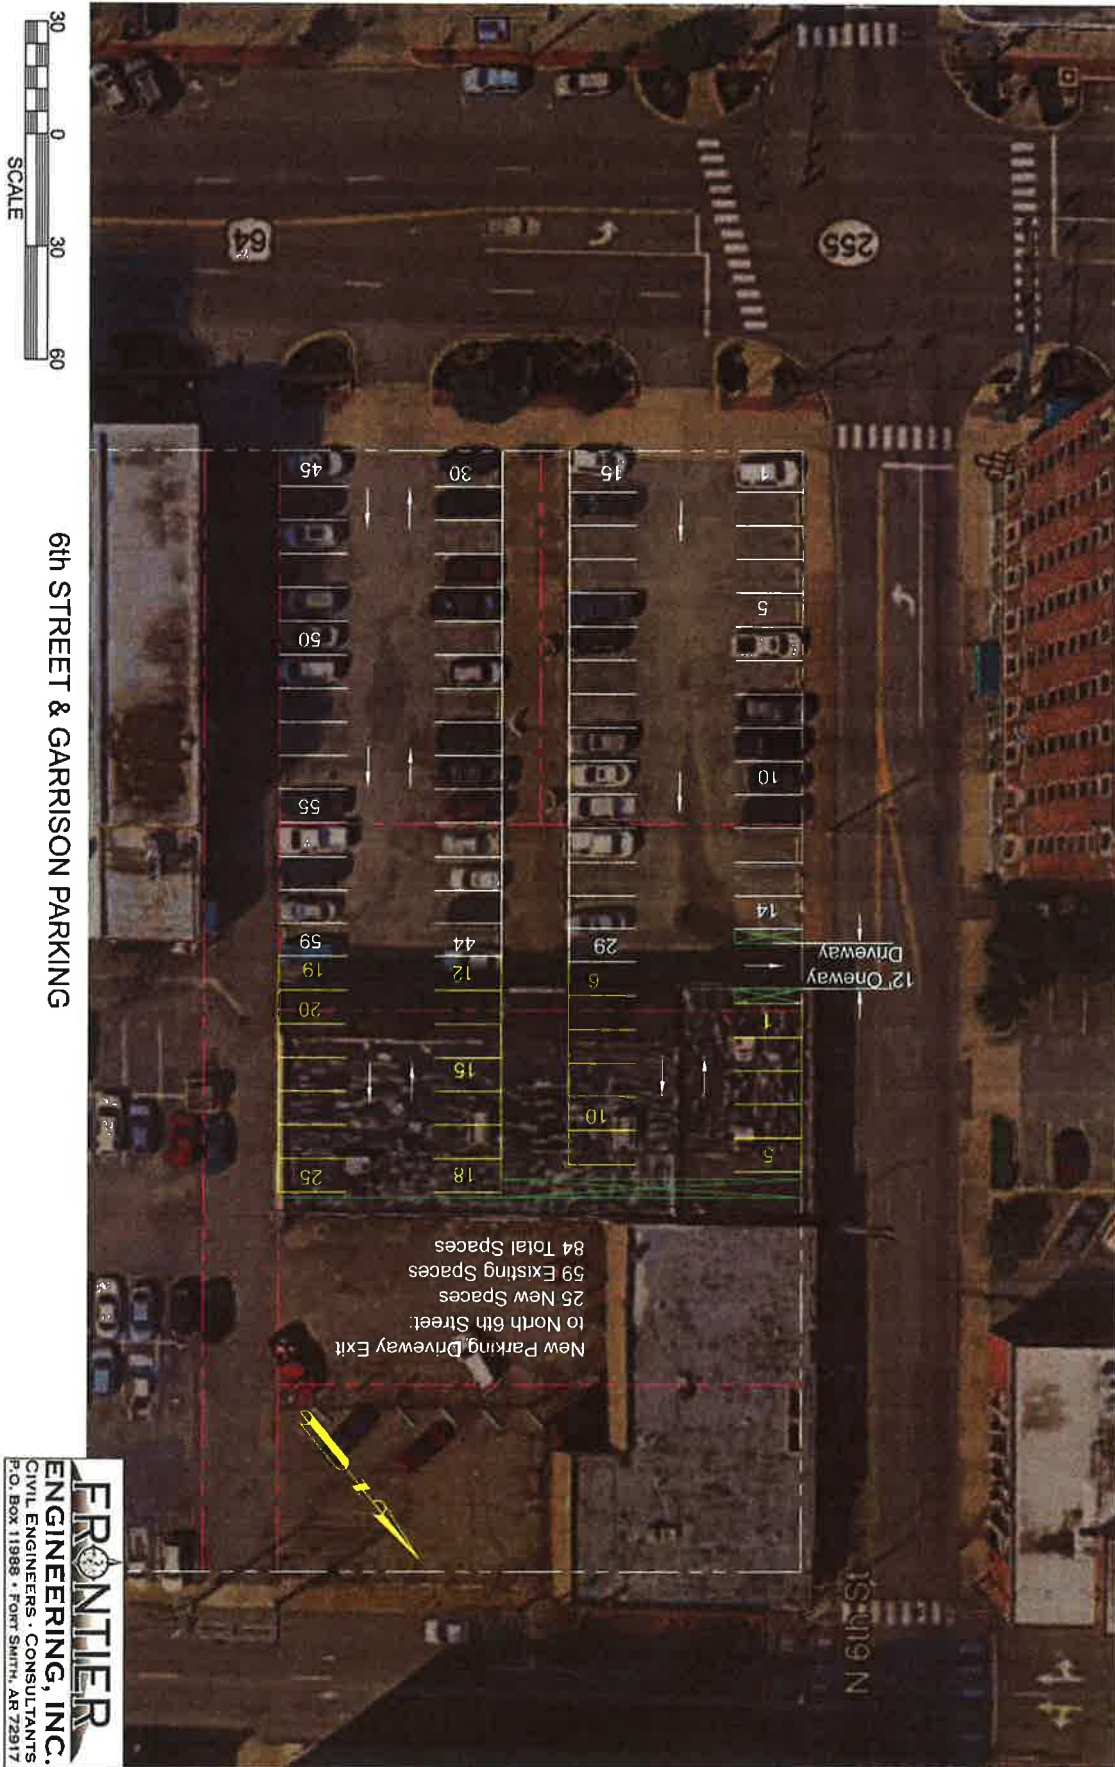 6th STREET & GARRISON PARKING
30 0 30 60
SCALE
64
255
45
30
15
1
50
5
55
10
59
44
29
14
19
12
6
20
1
15
10
25
18
5
12' Oneway
Driveway
New Parking Driveway Exit
to North 6th Street:
25 New Spaces
59 Existing Spaces
84 Total Spaces
N 6th St
FRONTIER
ENGINEERING, INC.
CIVIL ENGINEERS · CONSULTANTS
P.O. BOX 11988 · FORT SMITH, AR 72917